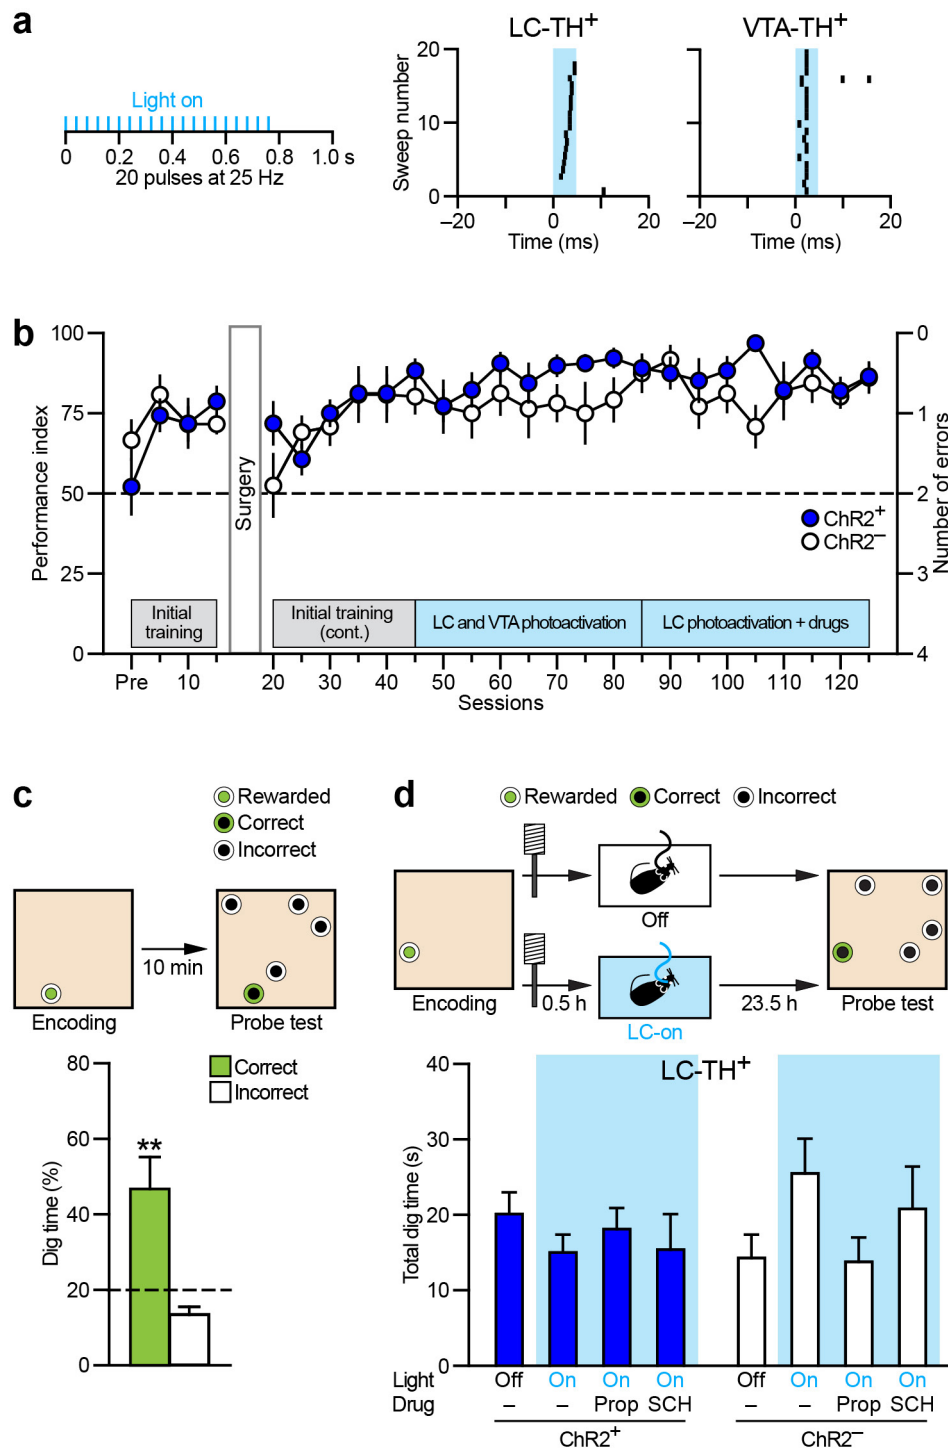 a
LC-TH+
VTA-TH+
Light on
0 0.2 0.4 0.6 0.8 1.0 s
20 pulses at 25 Hz
Sweep number
20
10
0
–20 0 20
Time (ms)
–20 0 20
Time (ms)
b
Performance index
100
75
50
25
0
Surgery
Number of errors
0
1
2
3
4
ChR2+
ChR2–
Initial training
Initial training (cont.)
LC and VTA photoactivation
LC photoactivation + drugs
Pre 10 20 30 40 50 60 70 80 90 100 110 120
Sessions
c
Rewarded
Correct
Incorrect
10 min
Encoding
Probe test
Correct
Incorrect
Dig time (%)
80
60
40
20
0
**
d
Rewarded Correct Incorrect
Off
Encoding
0.5 h
LC-on
23.5 h
Probe test
LC-TH+
Total dig time (s)
40
30
20
10
0
Light Off On On On Off On On On
Drug – – Prop SCH – – Prop SCH
ChR2+ ChR2–